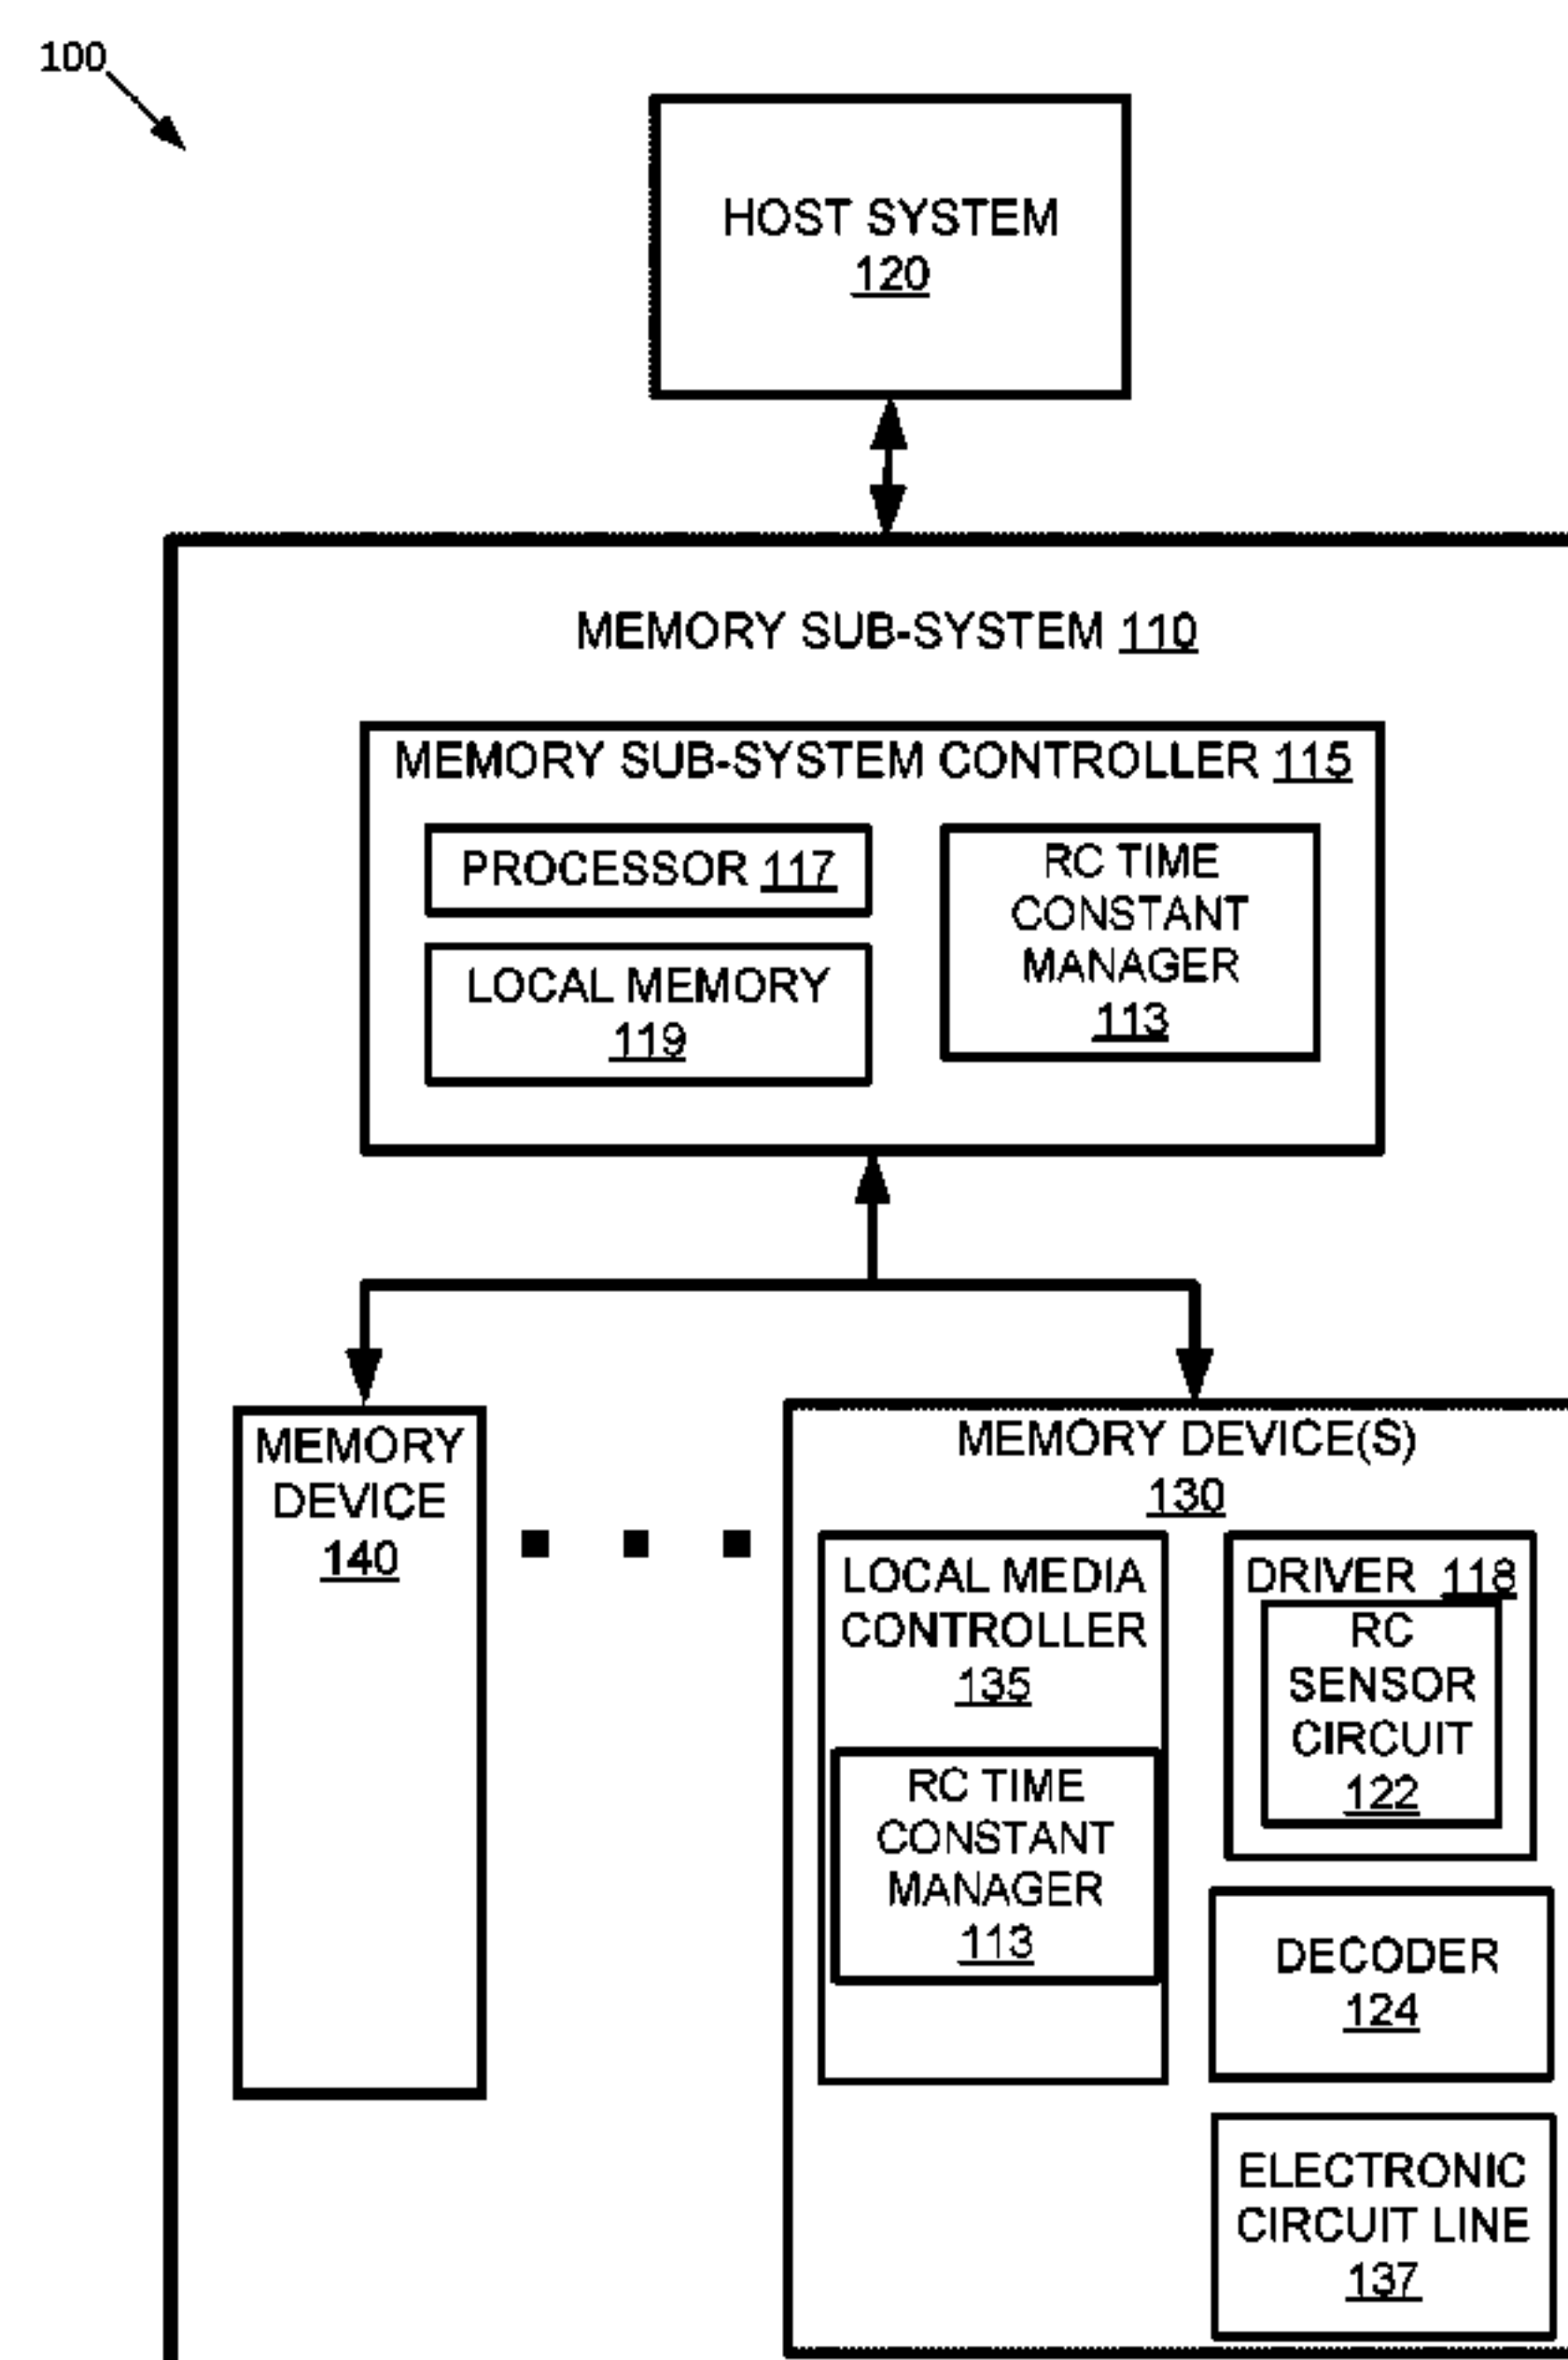 100
HOST SYSTEM
120
MEMORY SUB-SYSTEM 110
MEMORY SUB-SYSTEM CONTROLLER 115
PROCESSOR 117
LOCAL MEMORY
119
RC TIME
CONSTANT
MANAGER
113
MEMORY
DEVICE
140
MEMORY DEVICE(S)
130
LOCAL MEDIA
CONTROLLER
135
RC TIME
CONSTANT
MANAGER
113
DRIVER 118
RC
SENSOR
CIRCUIT
122
DECODER
124
ELECTRONIC
CIRCUIT LINE
137